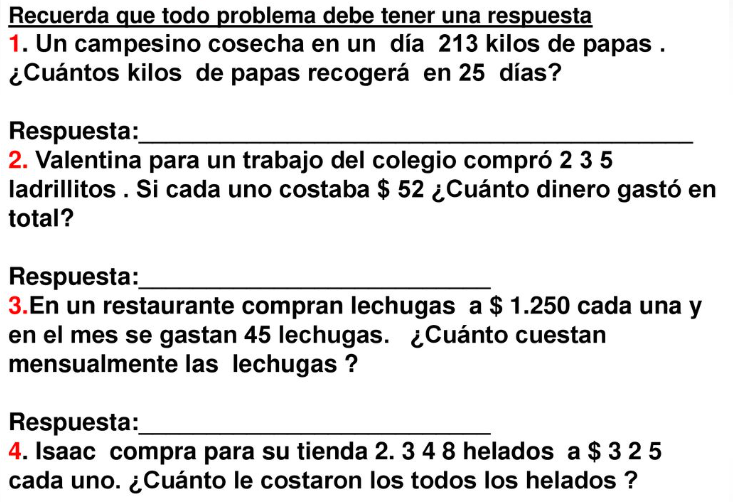 Recuerda que todo problema debe tener una respuesta
1. Un campesino cosecha en un día 213 kilos de papas .
¿Cuántos kilos de papas recogerá en 25 días?
Respuesta:________________________________________
2. Valentina para un trabajo del colegio compró 2 3 5
ladrillitos . Si cada uno costaba $ 52 ¿Cuánto dinero gastó en
total?
Respuesta:_________________________
3.En un restaurante compran lechugas a $ 1.250 cada una y
en el mes se gastan 45 lechugas. ¿Cuánto cuestan
mensualmente las lechugas ?
Respuesta:_________________________
4. Isaac compra para su tienda 2. 3 4 8 helados a $ 3 2 5
cada uno. ¿Cuánto le costaron los todos los helados ?